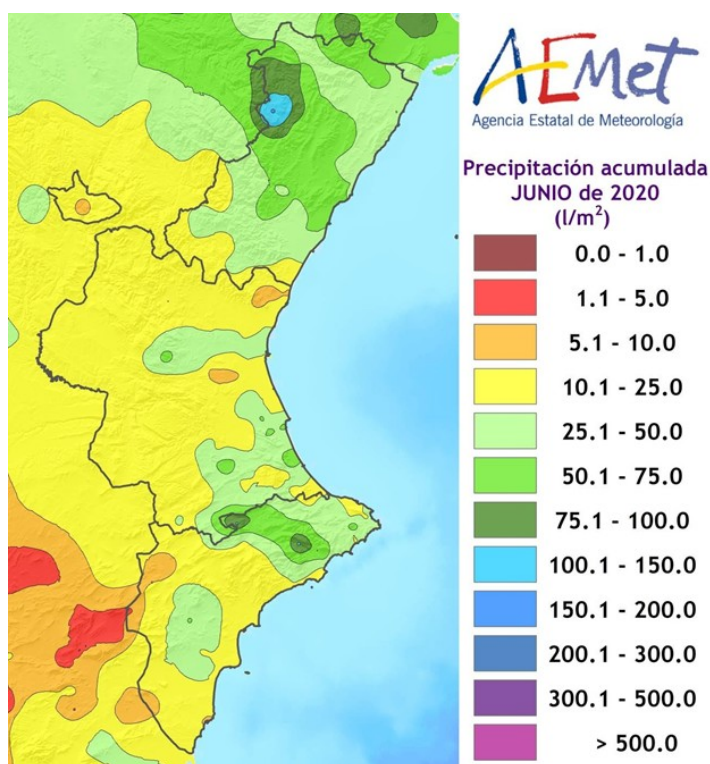 AEMet
Agencia Estatal de Meteorología
Precipitación acumulada
JUNIO de 2020
(l/m²)
0.0 - 1.0
1.1 - 5.0
5.1 - 10.0
10.1 - 25.0
25.1 - 50.0
50.1 - 75.0
75.1 - 100.0
100.1 - 150.0
150.1 - 200.0
200.1 - 300.0
300.1 - 500.0
> 500.0